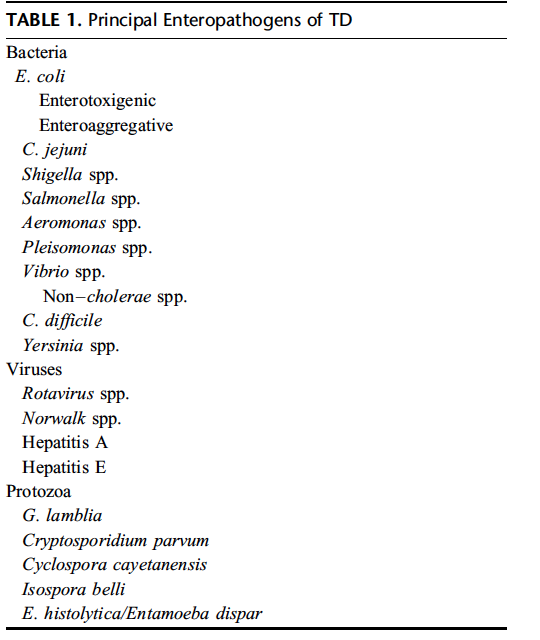 TABLE 1. Principal Enteropathogens of TD
Bacteria
E. coli
Enterotoxigenic
Enteroaggregative
C. jejuni
Shigella spp.
Salmonella spp.
Aeromonas spp.
Pleisomonas spp.
Vibrio spp.
Non–cholerae spp.
C. difficile
Yersinia spp.
Viruses
Rotavirus spp.
Norwalk spp.
Hepatitis A
Hepatitis E
Protozoa
G. lamblia
Cryptosporidium parvum
Cyclospora cayetanensis
Isospora belli
E. histolytica/Entamoeba dispar